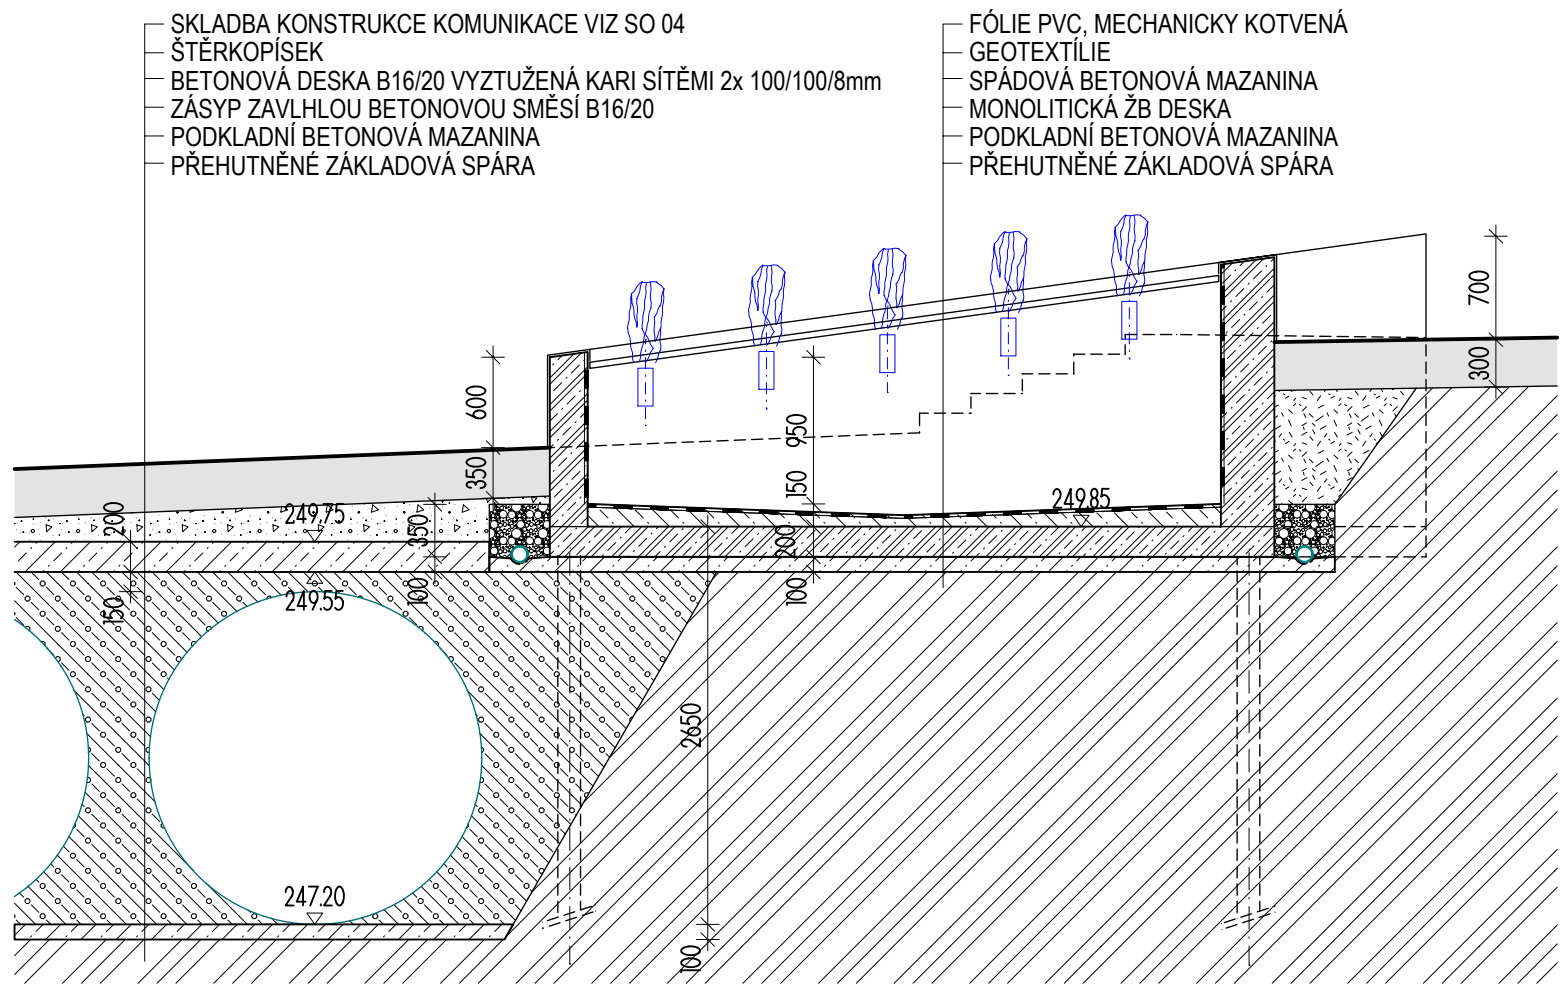 SKLADBA KONSTRUKCE KOMUNIKACE VIZ SO 04
ŠTĚRKOPÍSEK
BETONOVÁ DESKA B16/20 VYZTUŽENÁ KARI SÍTĚMI 2x 100/100/8mm
ZÁSYP ZAVLHLOU BETONOVOU SMĚSÍ B16/20
PODKLADNÍ BETONOVÁ MAZANINA
PŘEHUTNĚNÉ ZÁKLADOVÁ SPÁRA
FÓLIE PVC, MECHANICKY KOTVENÁ
GEOTEXTÍLIE
SPÁDOVÁ BETONOVÁ MAZANINA
MONOLITICKÁ ŽB DESKA
PODKLADNÍ BETONOVÁ MAZANINA
PŘEHUTNĚNÉ ZÁKLADOVÁ SPÁRA
700
300
600
950
350
150
249.75
249.85
200
350
200
150
249.55
100
100
2650
247.20
100